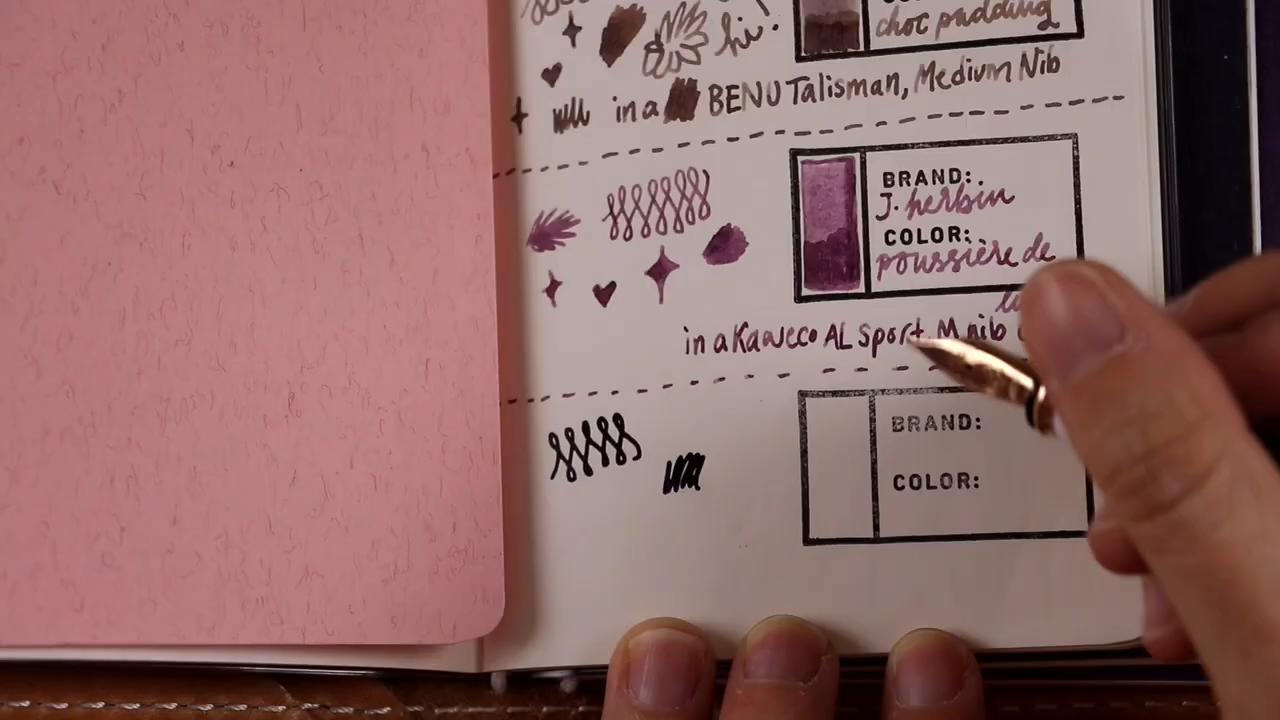 hi!
choc pudding
in a BENU Talisman, Medium Nib
BRAND:
J. herbin
COLOR:
poussière de
in a Kaweco AL Sport, M nib
BRAND:
COLOR: